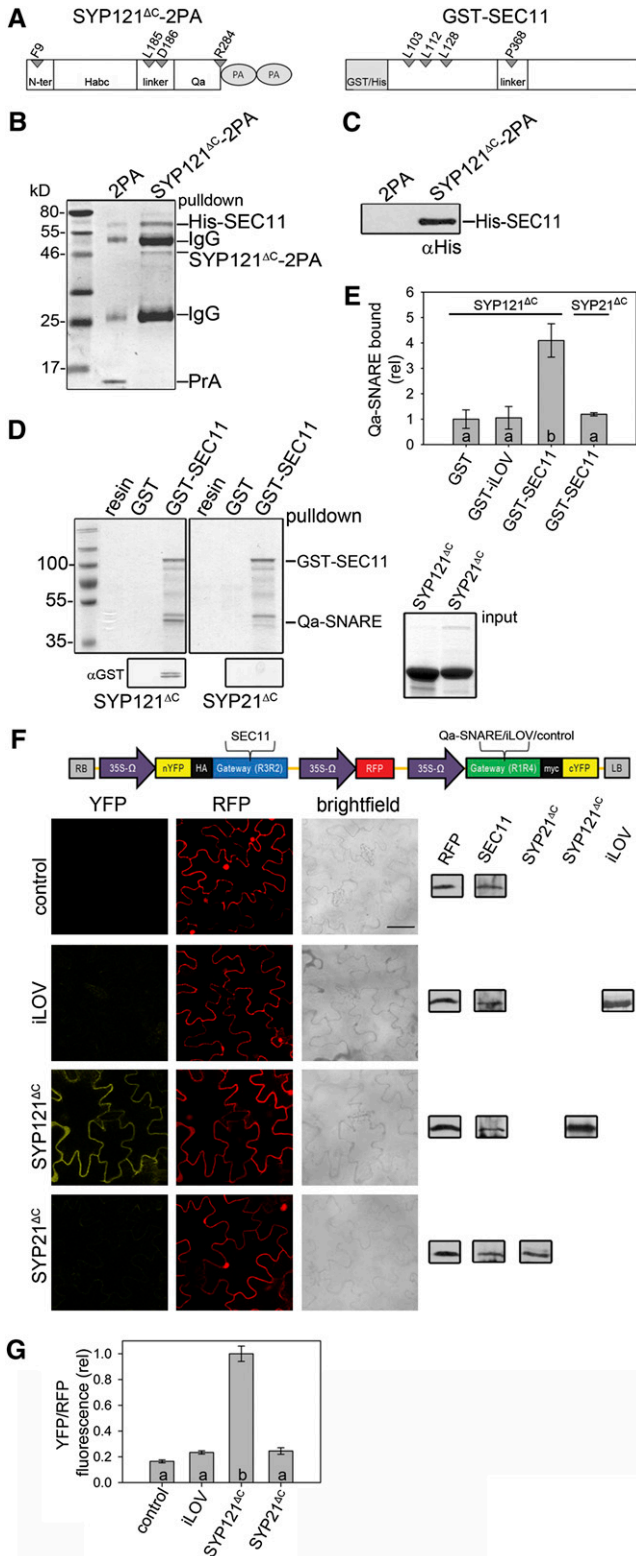 A
SYP121ΔC-2PA
F9
L185
D186
R284
N-ter
Habc
linker
Qa
PA
PA
GST-SEC11
L103
L112
L128
P368
GST/His
linker
B
kD
2PA
SYP121ΔC-2PA
pulldown
80-
55-
46-
25-
17-
His-SEC11
IgG
SYP121ΔC-2PA
IgG
PrA
C
2PA
SYP121ΔC-2PA
His-SEC11
αHis
E
SYP121ΔC
SYP21ΔC
Qa-SNARE bound
(rel)
6
5
4
3
2
1
0
a
a
b
a
GST
GST-iLOV
GST-SEC11
GST-SEC11
D
resin
GST
GST-SEC11
resin
GST
GST-SEC11
pulldown
100-
55-
35-
GST-SEC11
Qa-SNARE
αGST
SYP121ΔC
SYP21ΔC
SYP121ΔC
SYP21ΔC
input
F
SEC11
Qa-SNARE/iLOV/control
RB
35S-Ω
nYFP
HA
Gateway (R3R2)
35S-Ω
RFP
35S-Ω
Gateway (R1R4)
myc
cYFP
LB
YFP
RFP
brightfield
RFP
SEC11
SYP21ΔC
SYP121ΔC
iLOV
control
iLOV
SYP121ΔC
SYP21ΔC
G
YFP/RFP
fluorescence (rel)
1.0
0.8
0.6
0.4
0.2
0.0
a
a
b
a
control
iLOV
SYP121ΔC
SYP21ΔC